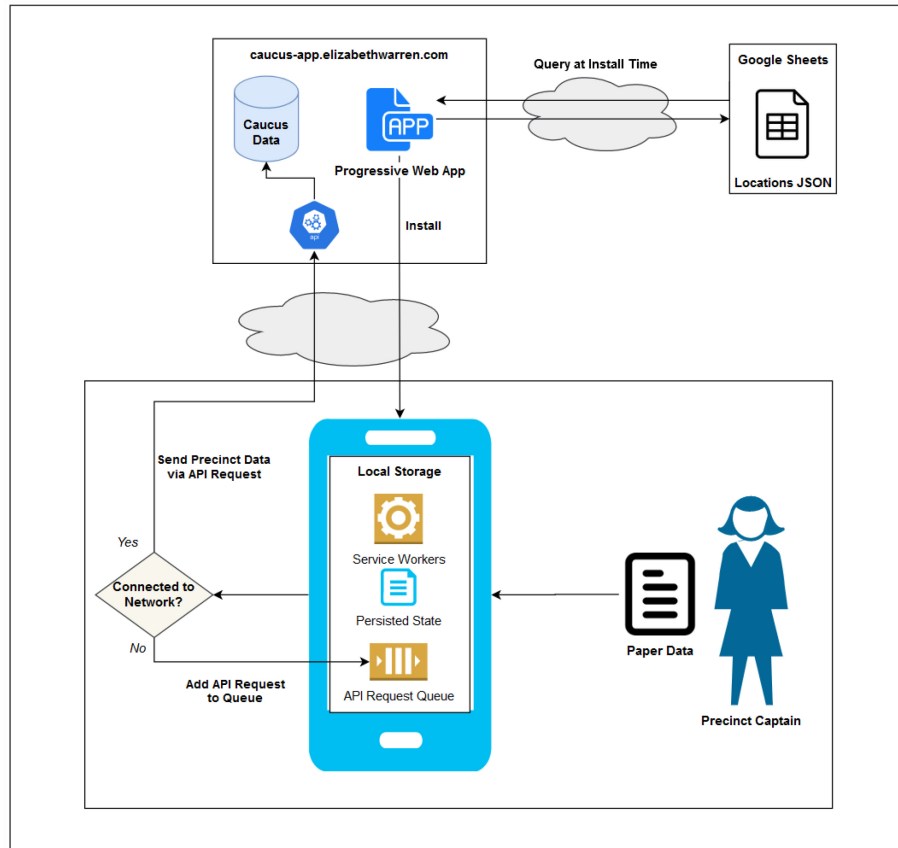 caucus-app.elizabethwarren.com
Caucus
Data
APP
Progressive Web App
api
Install
Query at Install Time
Google Sheets
Locations JSON
Send Precinct Data
via API Request
Yes
Connected to
Network?
No
Add API Request
to Queue
Local Storage
Service Workers
Persisted State
API Request Queue
Paper Data
Precinct Captain